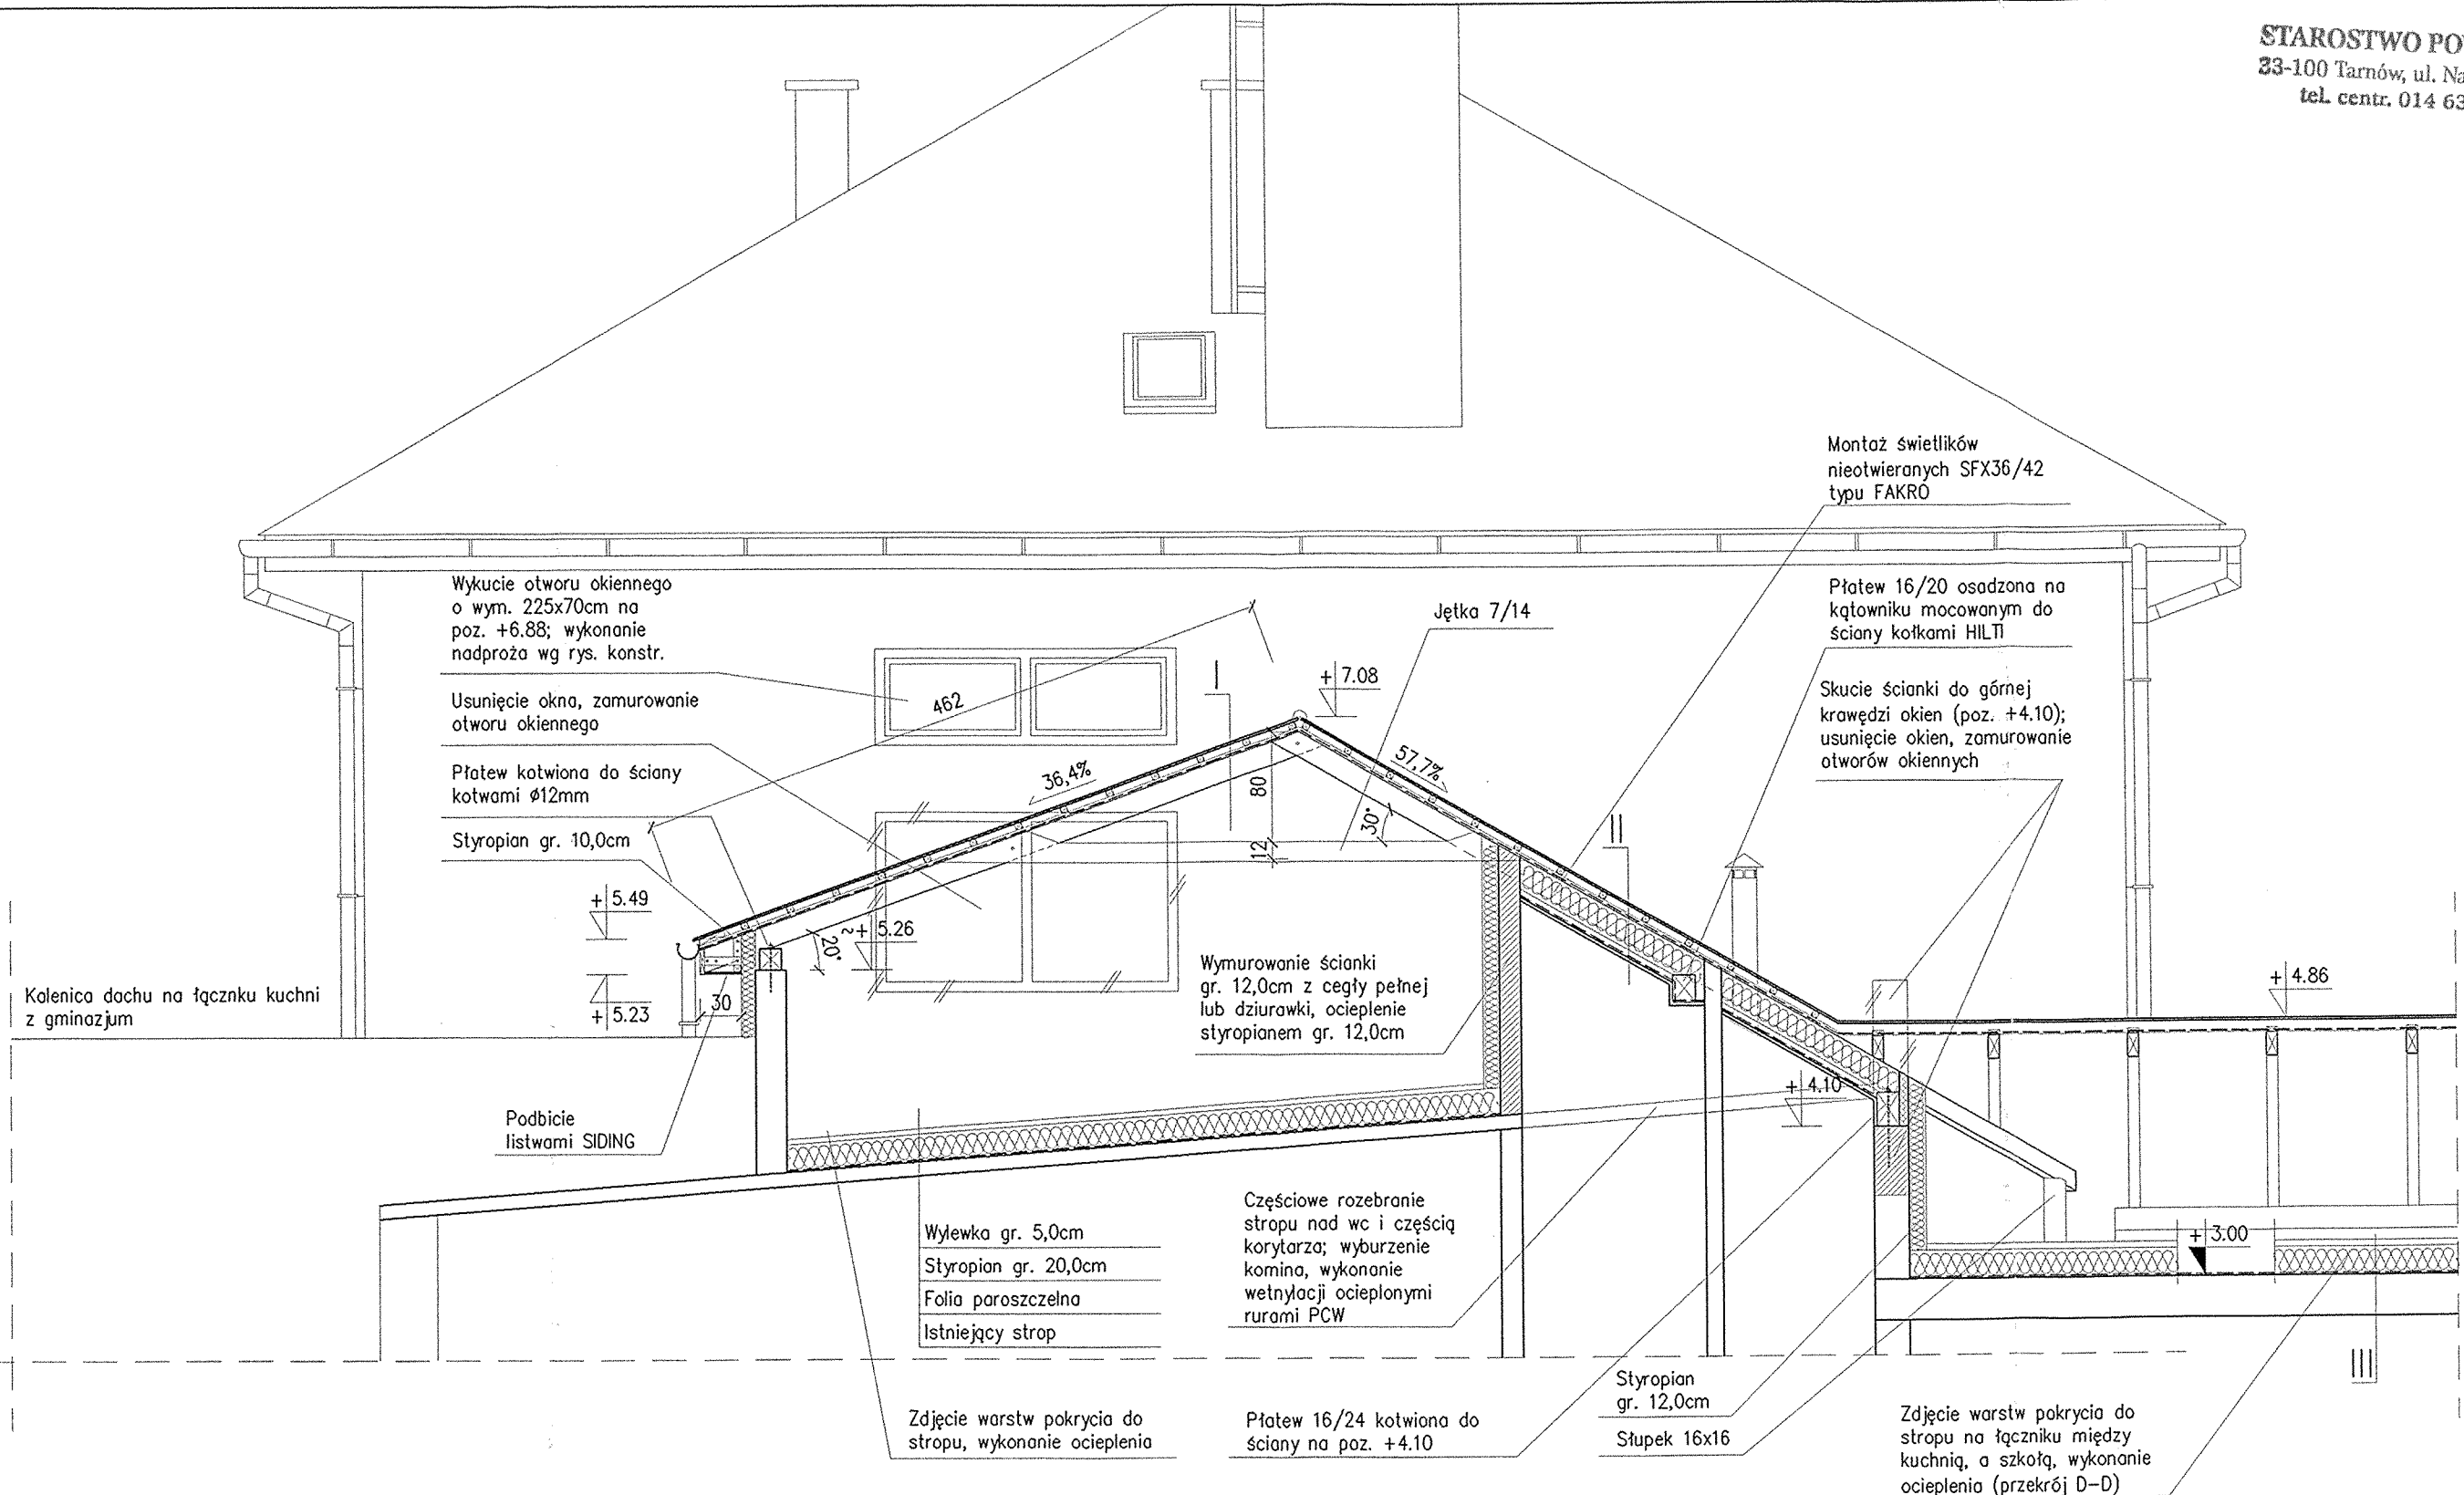 STAROSTWO PO
33-100 Tarnów, ul. Na
tel. centr. 014 63
Montaż świetlików
nieotwieranych SFX36/42
typu FAKRO
Wykucie otworu okiennego
o wym. 225x70cm na
poz. +6.88; wykonanie
nadproża wg rys. konstr.
Jętka 7/14
Płatew 16/20 osadzona na
kątowniku mocowanym do
ściany kołkami HILTI
Usunięcie okna, zamurowanie
otworu okiennego
462
I
+ 7.08
Skucie ścianki do górnej
krawędzi okien (poz. +4.10);
usunięcie okien, zamurowanie
otworów okiennych
Płatew kotwiona do ściany
kotwami ø12mm
36,4%
57,7%
80
30°
12
II
Styropian gr. 10,0cm
+ 5.49
20°
~+ 5.26
Kalenica dachu na łącznku kuchni
z gminazjum
+ 5.23
30
Wymurowanie ścianki
gr. 12,0cm z cegły pełnej
lub dziurawki, ocieplenie
styropianem gr. 12,0cm
+ 4.86
+ 4.10
Podbicie
listwami SIDING
Wylewka gr. 5,0cm
Styropian gr. 20,0cm
Folia paroszczelna
Istniejący strop
Częściowe rozebranie
stropu nad wc i częścią
korytarza; wyburzenie
komina, wykonanie
wetnylacji ocieplonymi
rurami PCW
+ 3.00
III
Zdjęcie warstw pokrycia do
stropu, wykonanie ocieplenia
Płatew 16/24 kotwiona do
ściany na poz. +4.10
Styropian
gr. 12,0cm
Słupek 16x16
Zdjęcie warstw pokrycia do
stropu na łączniku między
kuchnią, a szkołą, wykonanie
ocieplenia (przekrój D-D)